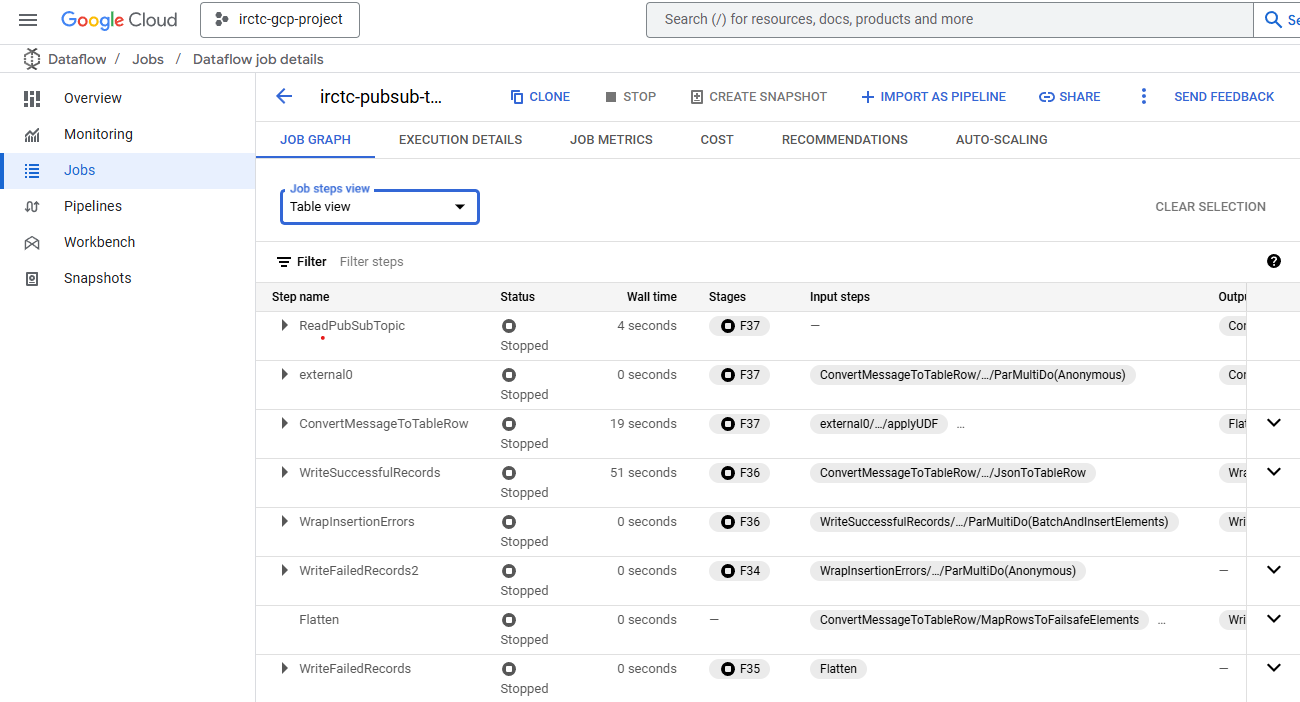 Google Cloud irctc-gcp-project Search (/) for resources, docs, products and more Se
Dataflow / Jobs / Dataflow job details
Overview
Monitoring
Jobs
Pipelines
Workbench
Snapshots
irctc-pubsub-t... CLONE STOP CREATE SNAPSHOT IMPORT AS PIPELINE SHARE SEND FEEDBACK
JOB GRAPH EXECUTION DETAILS JOB METRICS COST RECOMMENDATIONS AUTO-SCALING
Job steps view
Table view CLEAR SELECTION
Filter Filter steps
Step name Status Wall time Stages Input steps Outpu
ReadPubSubTopic Stopped 4 seconds F37 — Con
external0 Stopped 0 seconds F37 ConvertMessageToTableRow/.../ParMultiDo(Anonymous) Con
ConvertMessageToTableRow Stopped 19 seconds F37 external0/.../applyUDF ... Flat
WriteSuccessfulRecords Stopped 51 seconds F36 ConvertMessageToTableRow/.../JsonToTableRow Wra
WrapInsertionErrors Stopped 0 seconds F36 WriteSuccessfulRecords/.../ParMultiDo(BatchAndInsertElements) Wri
WriteFailedRecords2 Stopped 0 seconds F34 WrapInsertionErrors/.../ParMultiDo(Anonymous) —
Flatten Stopped 0 seconds — ConvertMessageToTableRow/MapRowsToFailsafeElements ... Wri
WriteFailedRecords Stopped 0 seconds F35 Flatten —